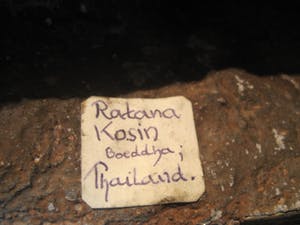 Ratana
Kosin
Boeddha;
Thailand.